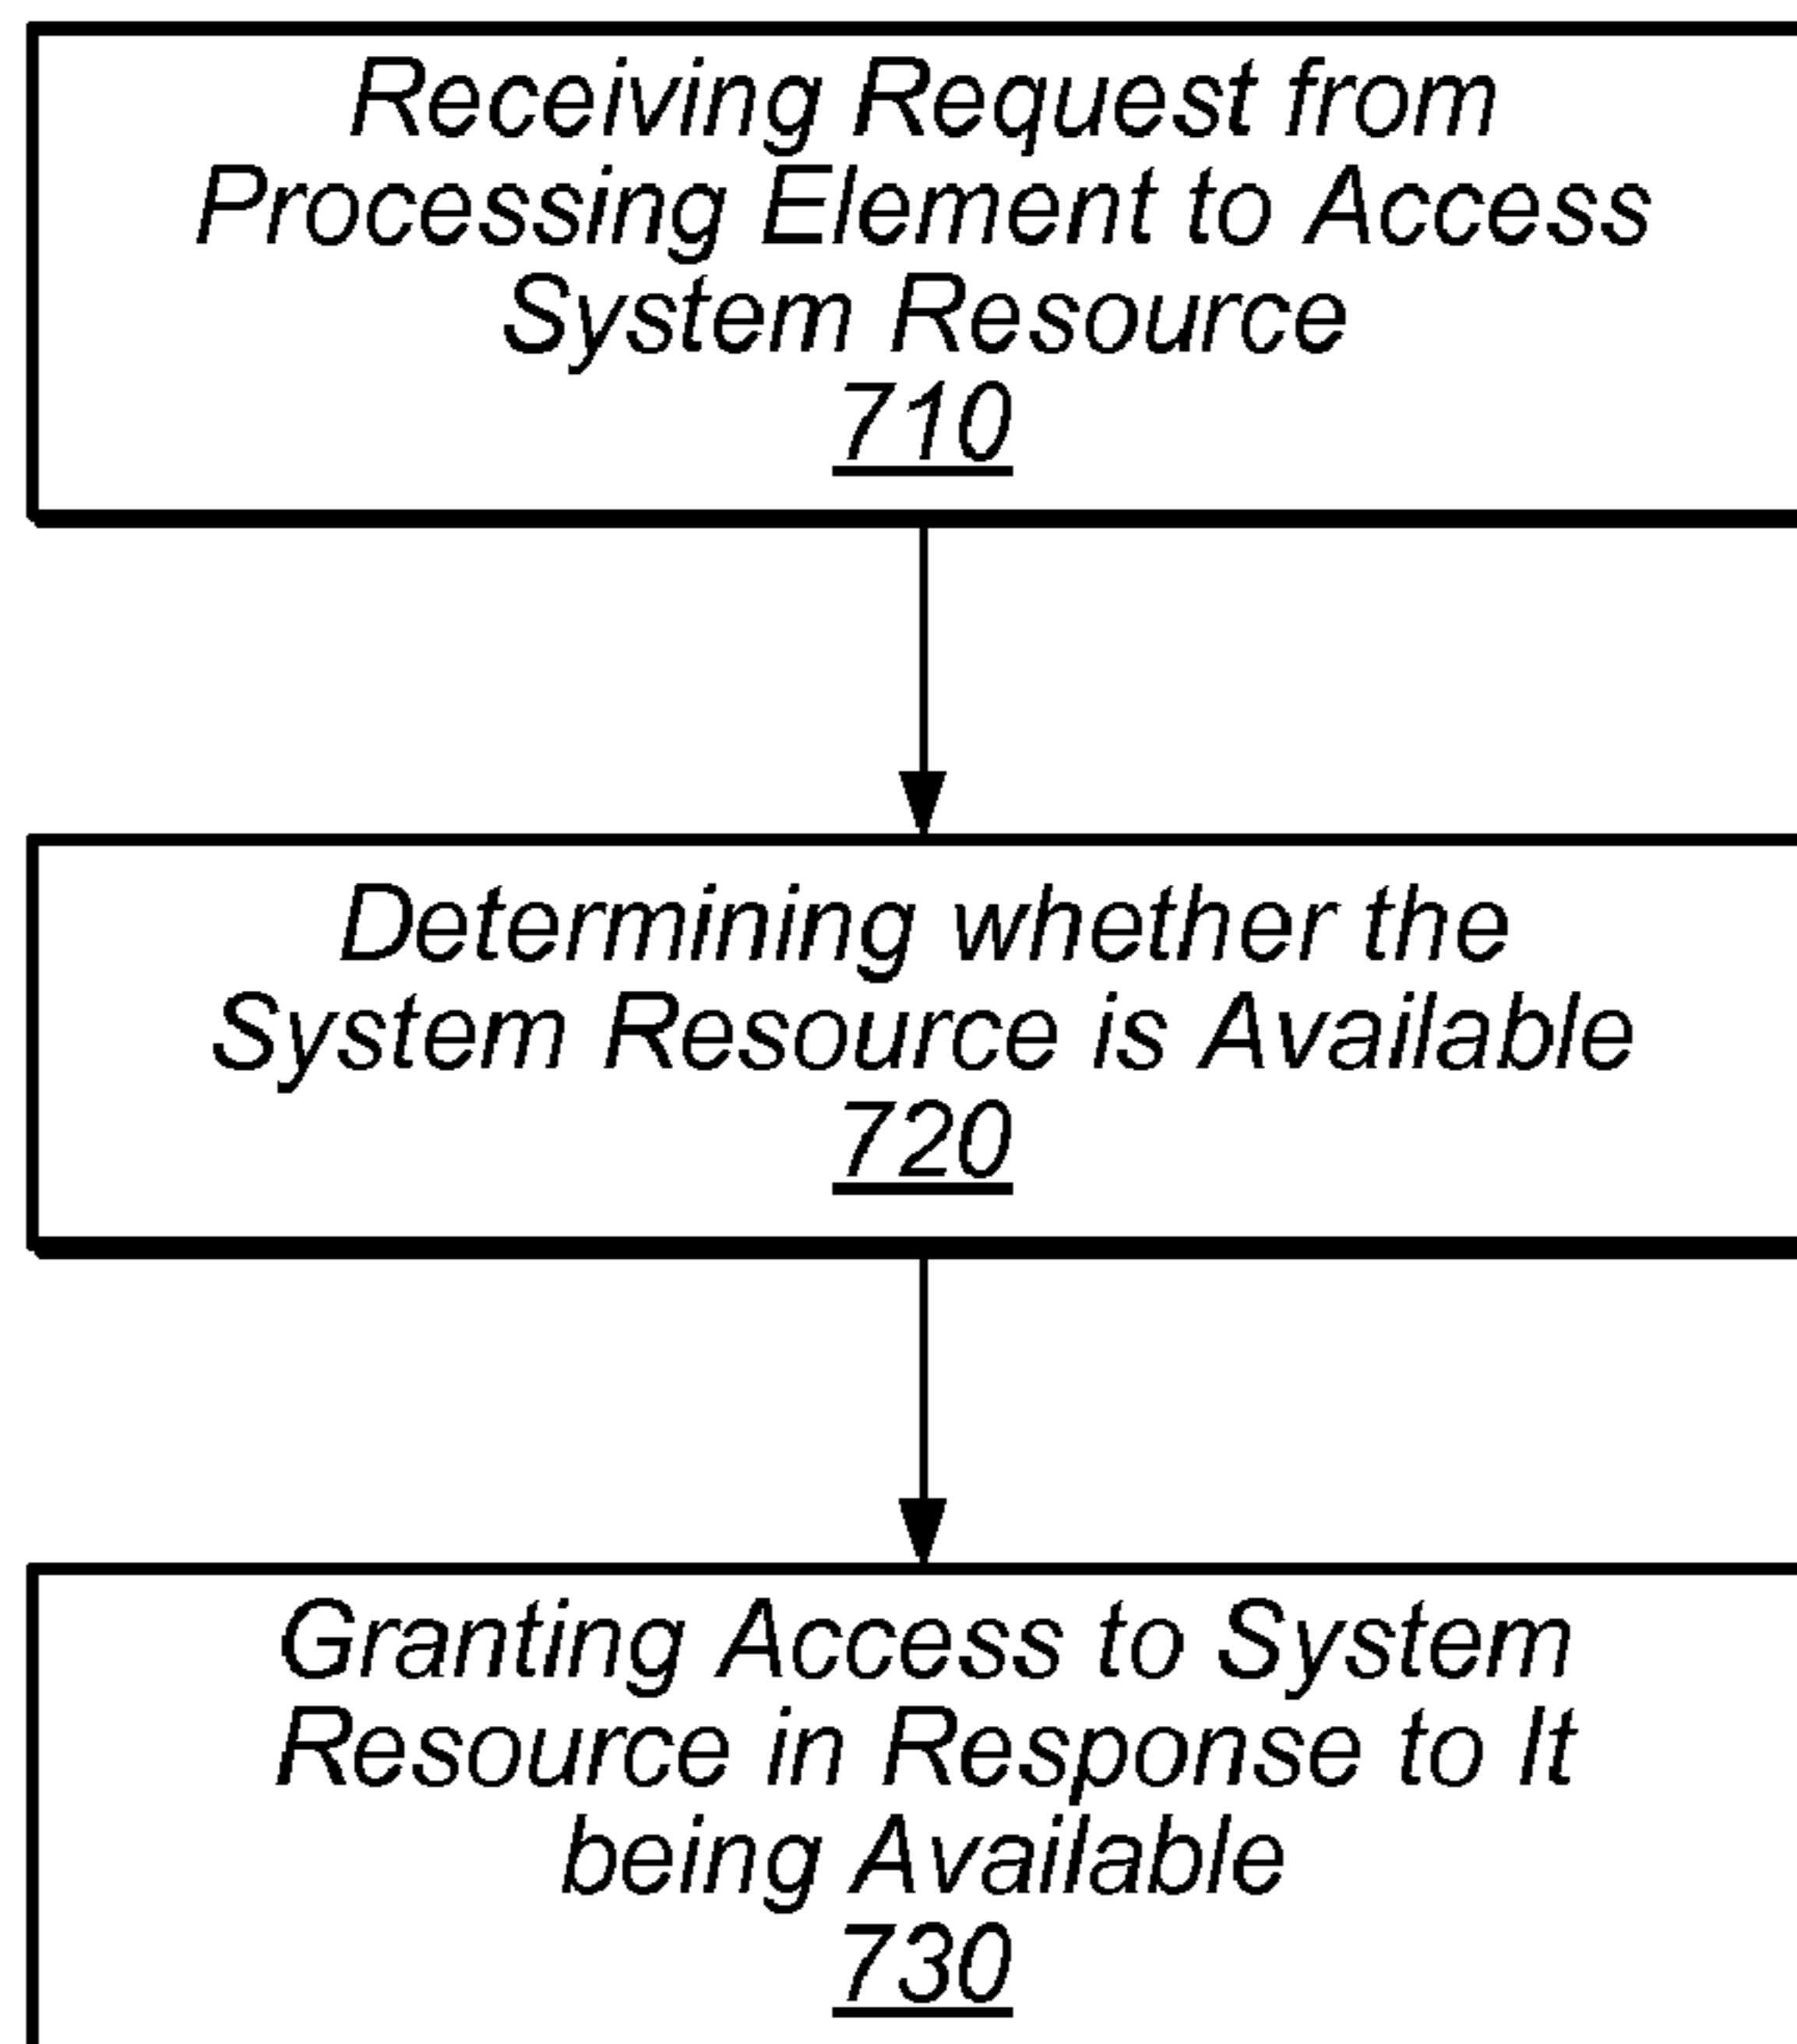 Receiving Request from
Processing Element to Access
System Resource
710
Determining whether the
System Resource is Available
720
Granting Access to System
Resource in Response to It
being Available
730